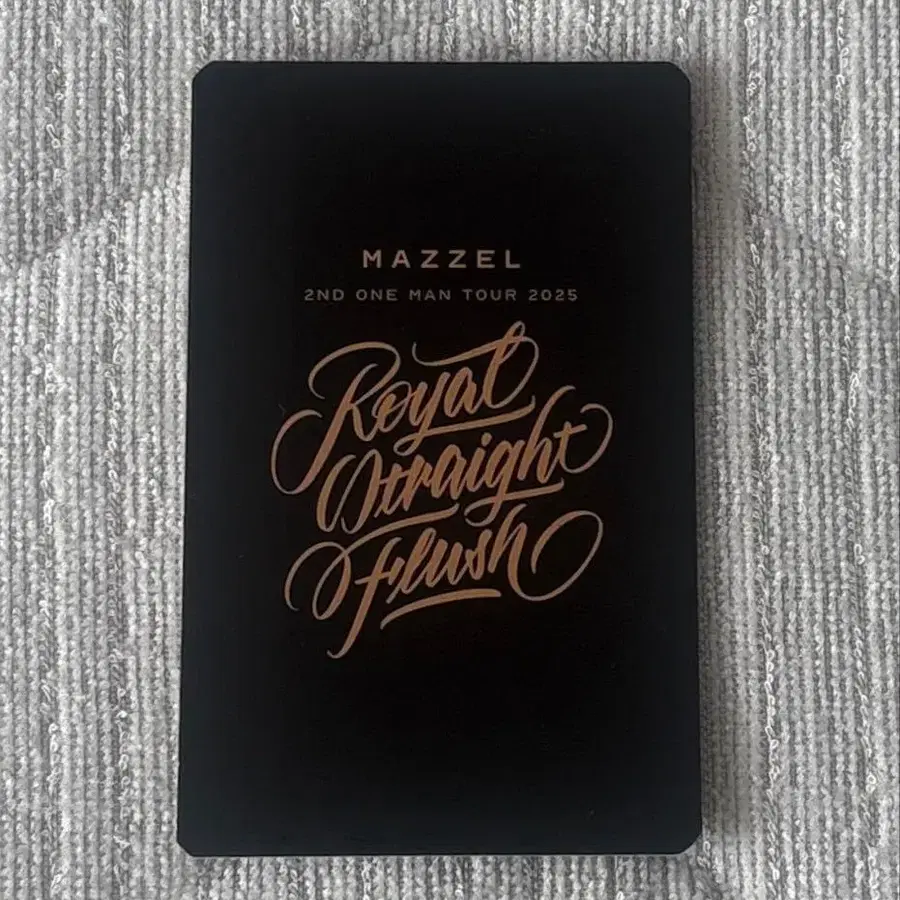 MAZZEL
2ND ONE MAN TOUR 2025
Royal
Straight
Flush